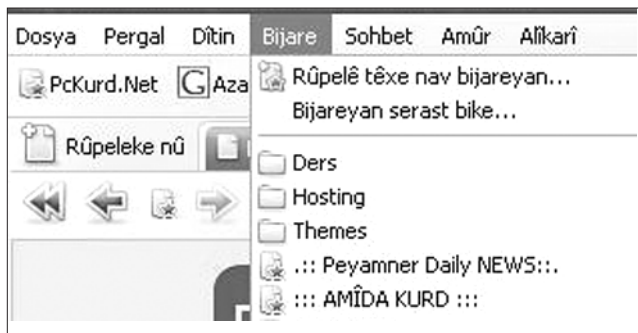 Dosya Pergal Dîtin Bijare Sohbet Amûr Alîkarî
PcKurd.Net G Aza
Rûpelê têxe nav bijareyan...
Bijareyan serast bike...
Rûpeleke nû
Ders
Hosting
Themes
.:: Peyamner Daily NEWS::.
::: AMÎDA KURD :::